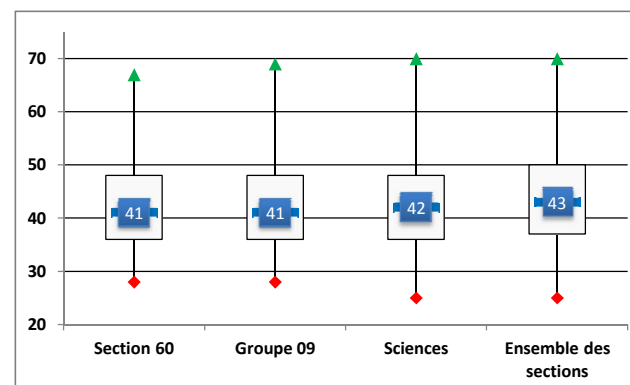 70
60
50
40
30
20
41
41
42
43
Section 60
Groupe 09
Sciences
Ensemble des
sections